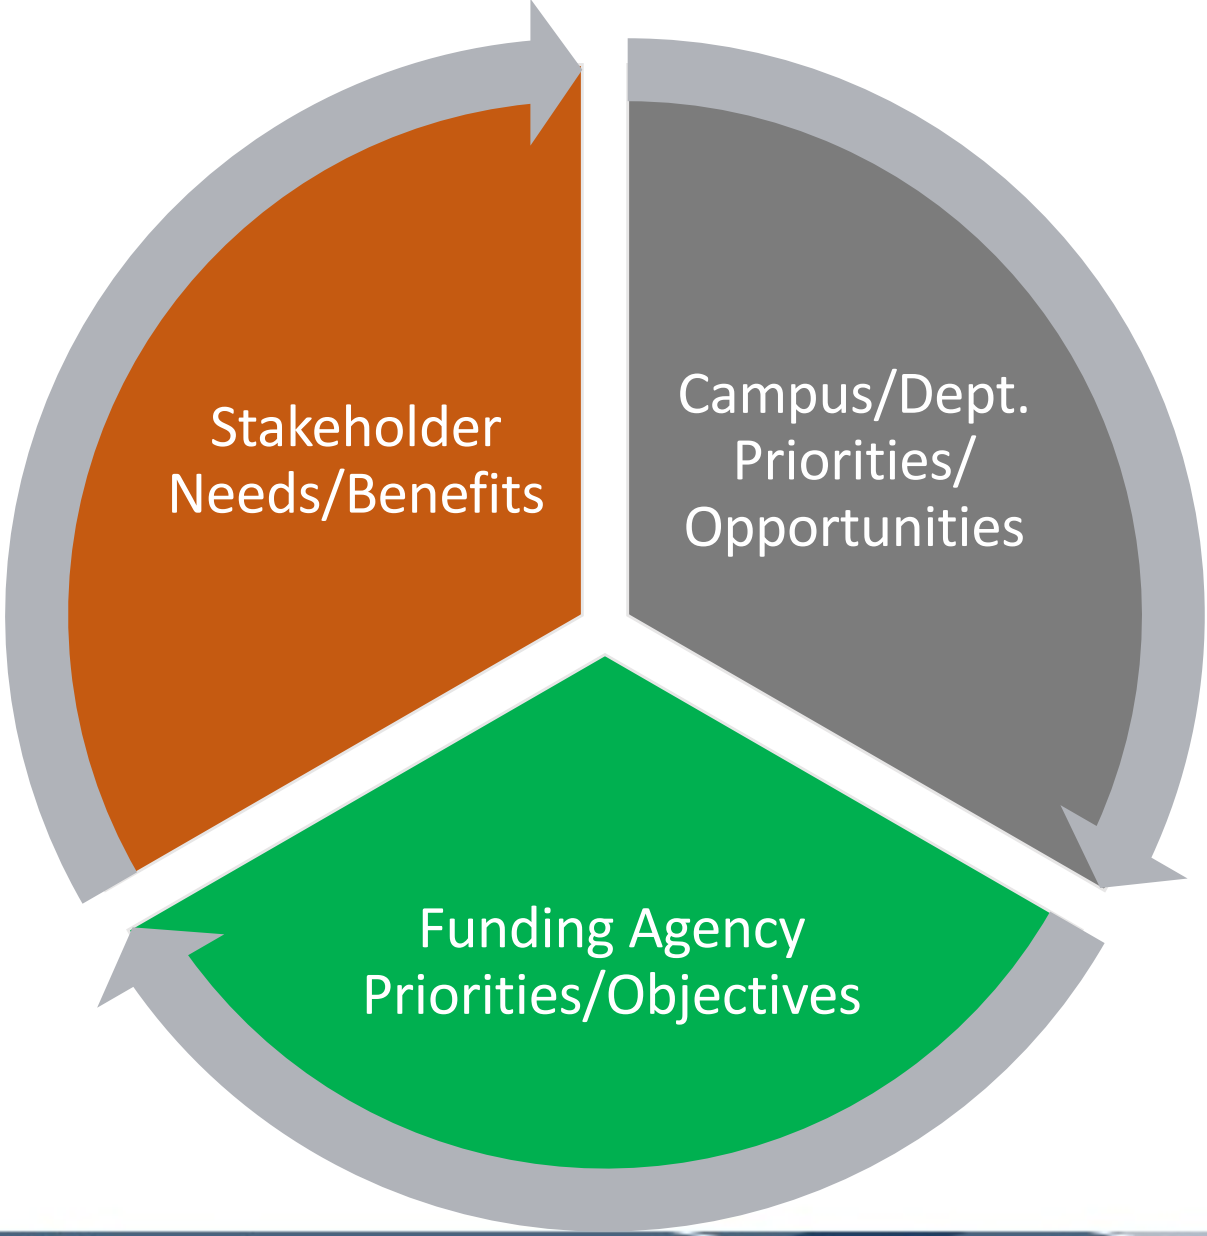 Stakeholder
Needs/Benefits
Campus/Dept.
Priorities/
Opportunities
Funding Agency
Priorities/Objectives